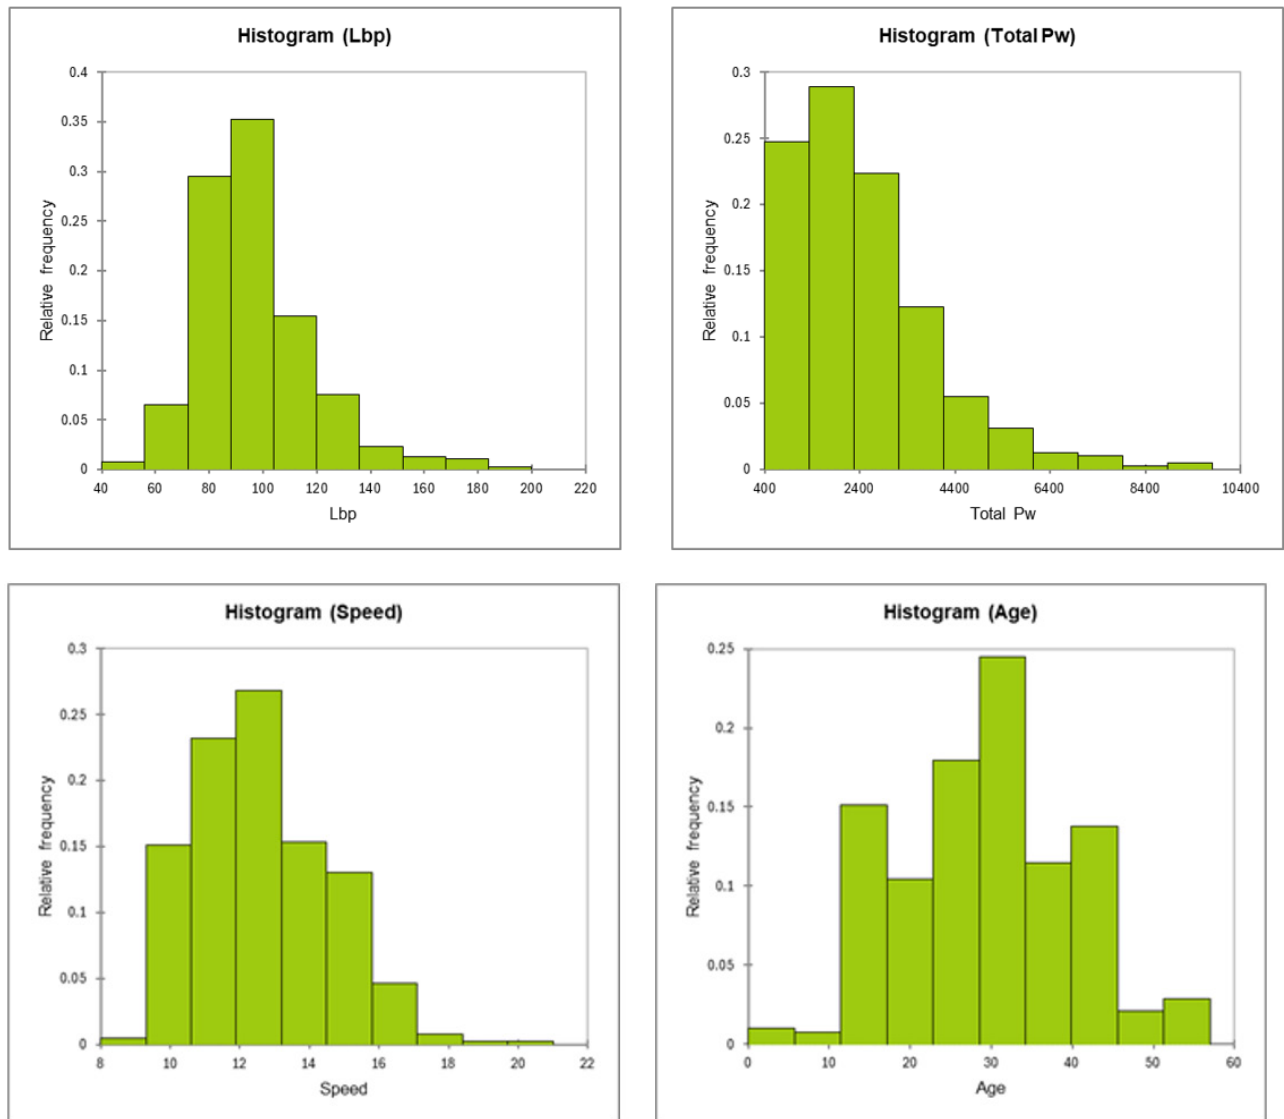 Histogram (Lbp)
0.4
0.35
0.3
0.25
0.2
0.15
0.1
0.05
0
Relative frequency
40 60 80 100 120 140 160 180 200 220
Lbp
Histogram (Total Pw)
0.3
0.25
0.2
0.15
0.1
0.05
0
Relative frequency
400 2400 4400 6400 8400 10400
Total Pw
Histogram (Speed)
0.3
0.25
0.2
0.15
0.1
0.05
0
Relative frequency
8 10 12 14 16 18 20 22
Speed
Histogram (Age)
0.25
0.2
0.15
0.1
0.05
0
Relative frequency
0 10 20 30 40 50 60
Age